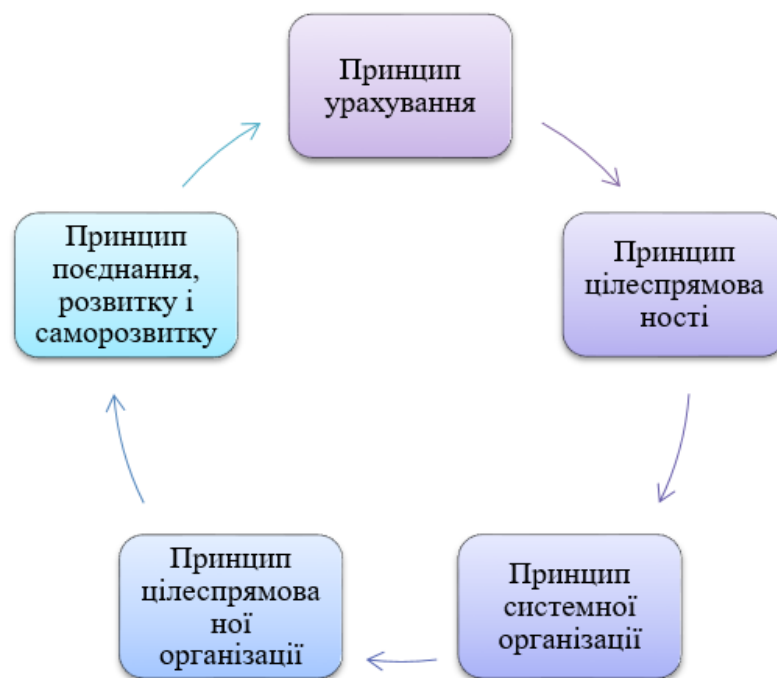 Принцип
урахування
Принцип
цілеспрямова
ності
Принцип
системної
організації
Принцип
цілеспрямова
ної
організації
Принцип
поєднання,
розвитку і
саморозвитку